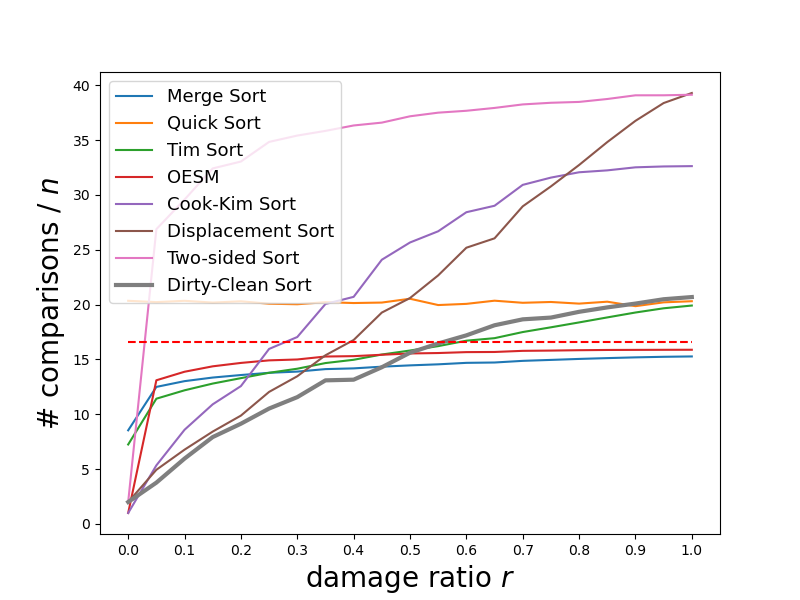 40
35
30
25
20
15
10
5
0
# comparisons / n
Merge Sort
Quick Sort
Tim Sort
OESM
Cook-Kim Sort
Displacement Sort
Two-sided Sort
Dirty-Clean Sort
0.0 0.1 0.2 0.3 0.4 0.5 0.6 0.7 0.8 0.9 1.0
damage ratio r